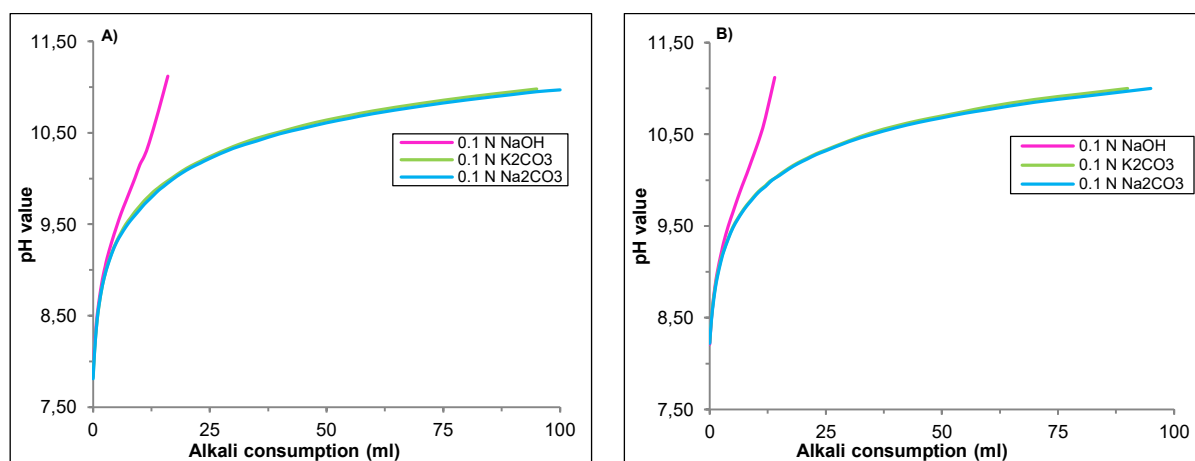 A)
11,50
10,50
9,50
8,50
7,50
pH value
0.1 N NaOH
0.1 N K2CO3
0.1 N Na2CO3
0 25 50 75 100
Alkali consumption (ml)
B)
11,50
10,50
9,50
8,50
7,50
pH value
0.1 N NaOH
0.1 N K2CO3
0.1 N Na2CO3
0 25 50 75 100
Alkali consumption (ml)